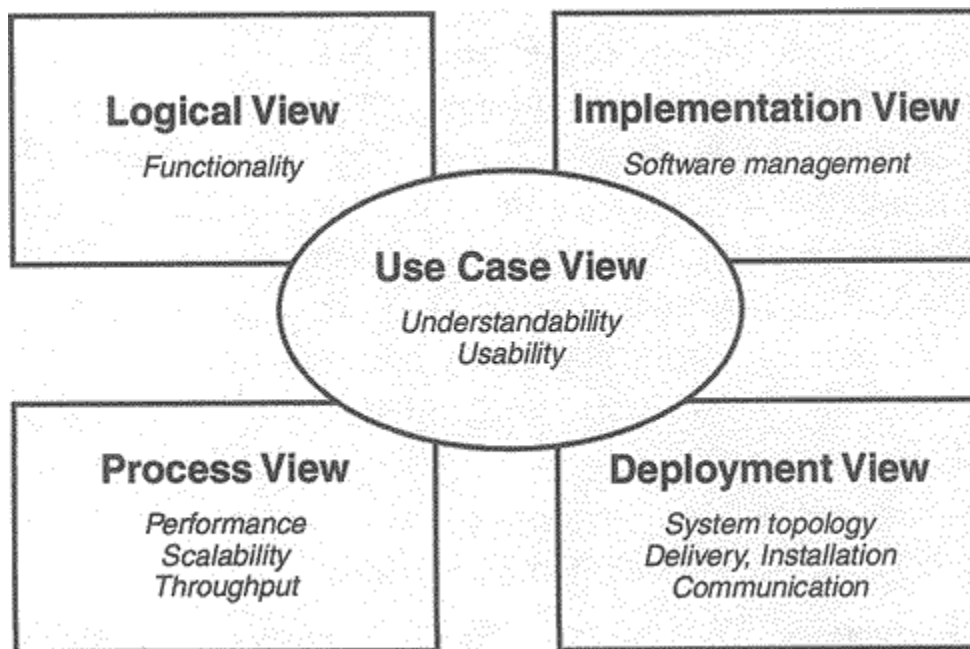 Logical View
Functionality
Implementation View
Software management
Use Case View
Understandability
Usability
Process View
Performance
Scalability
Throughput
Deployment View
System topology
Delivery, Installation
Communication